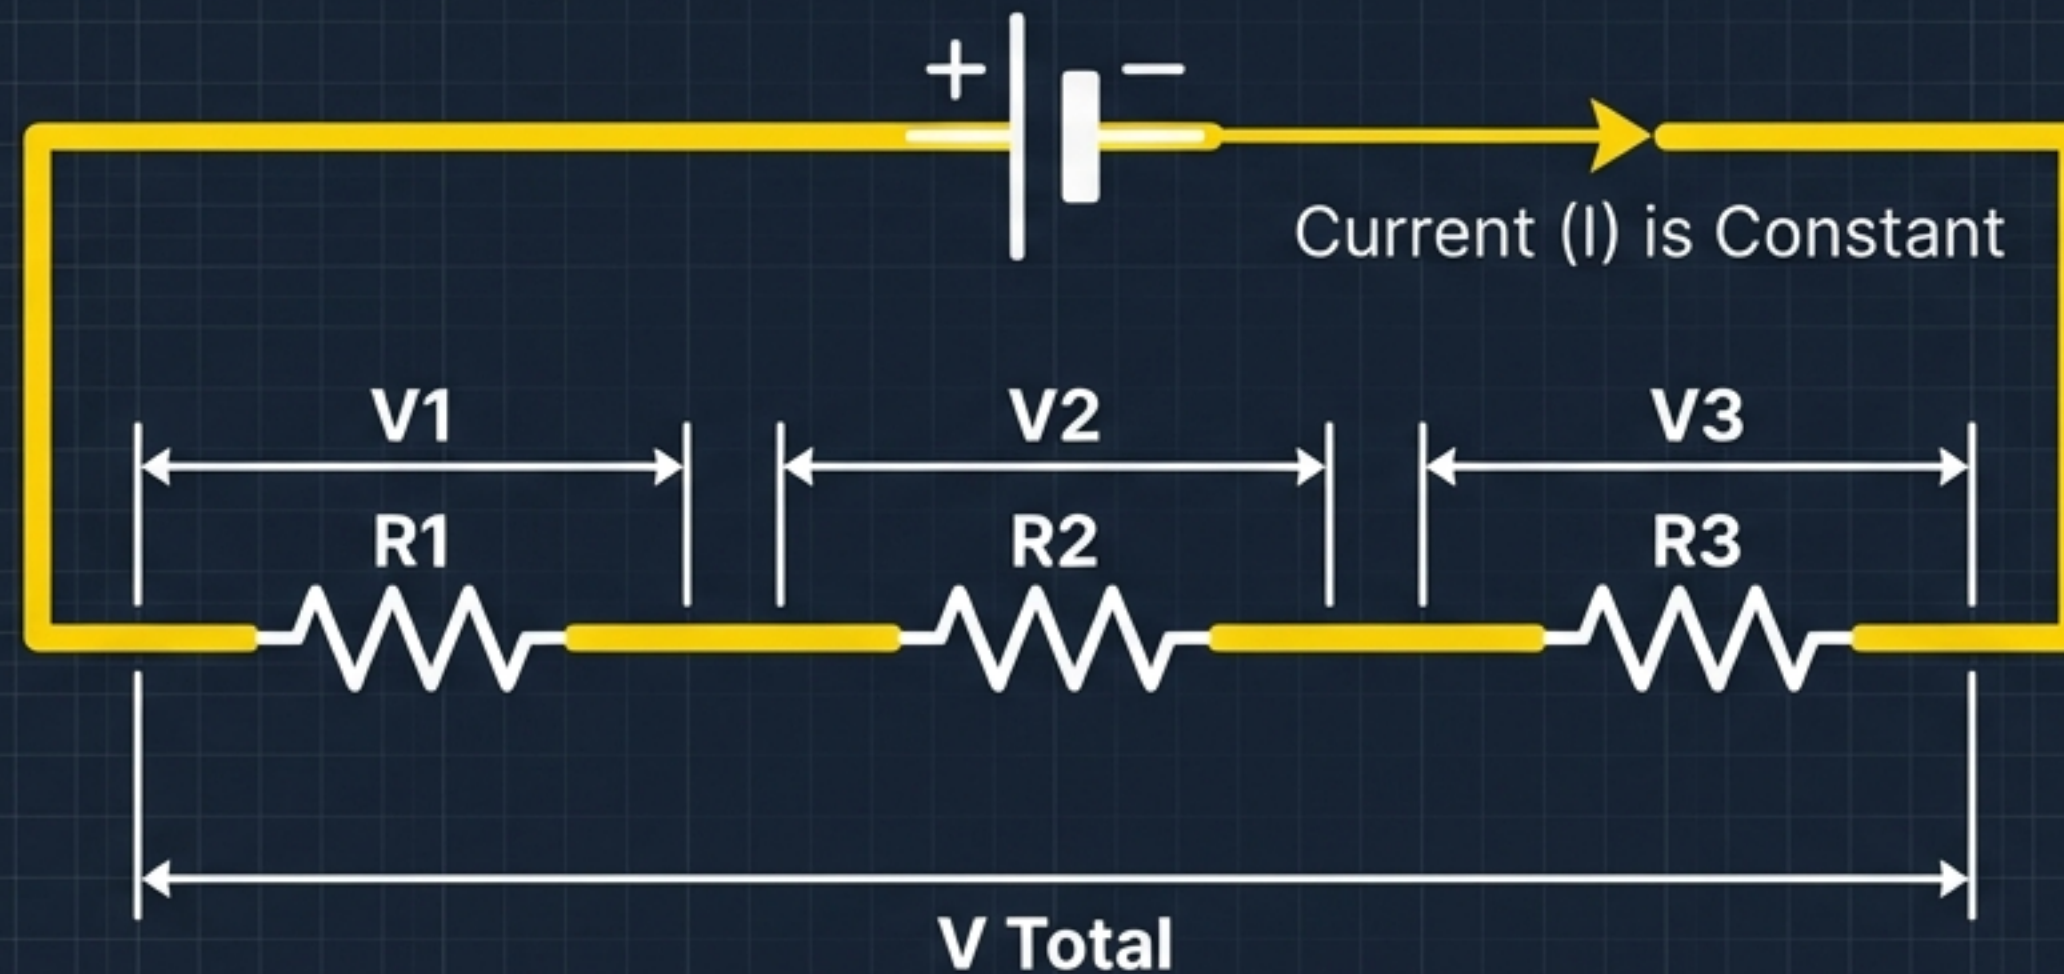 + −
Current (I) is Constant
V1 V2 V3
R1 R2 R3
V Total